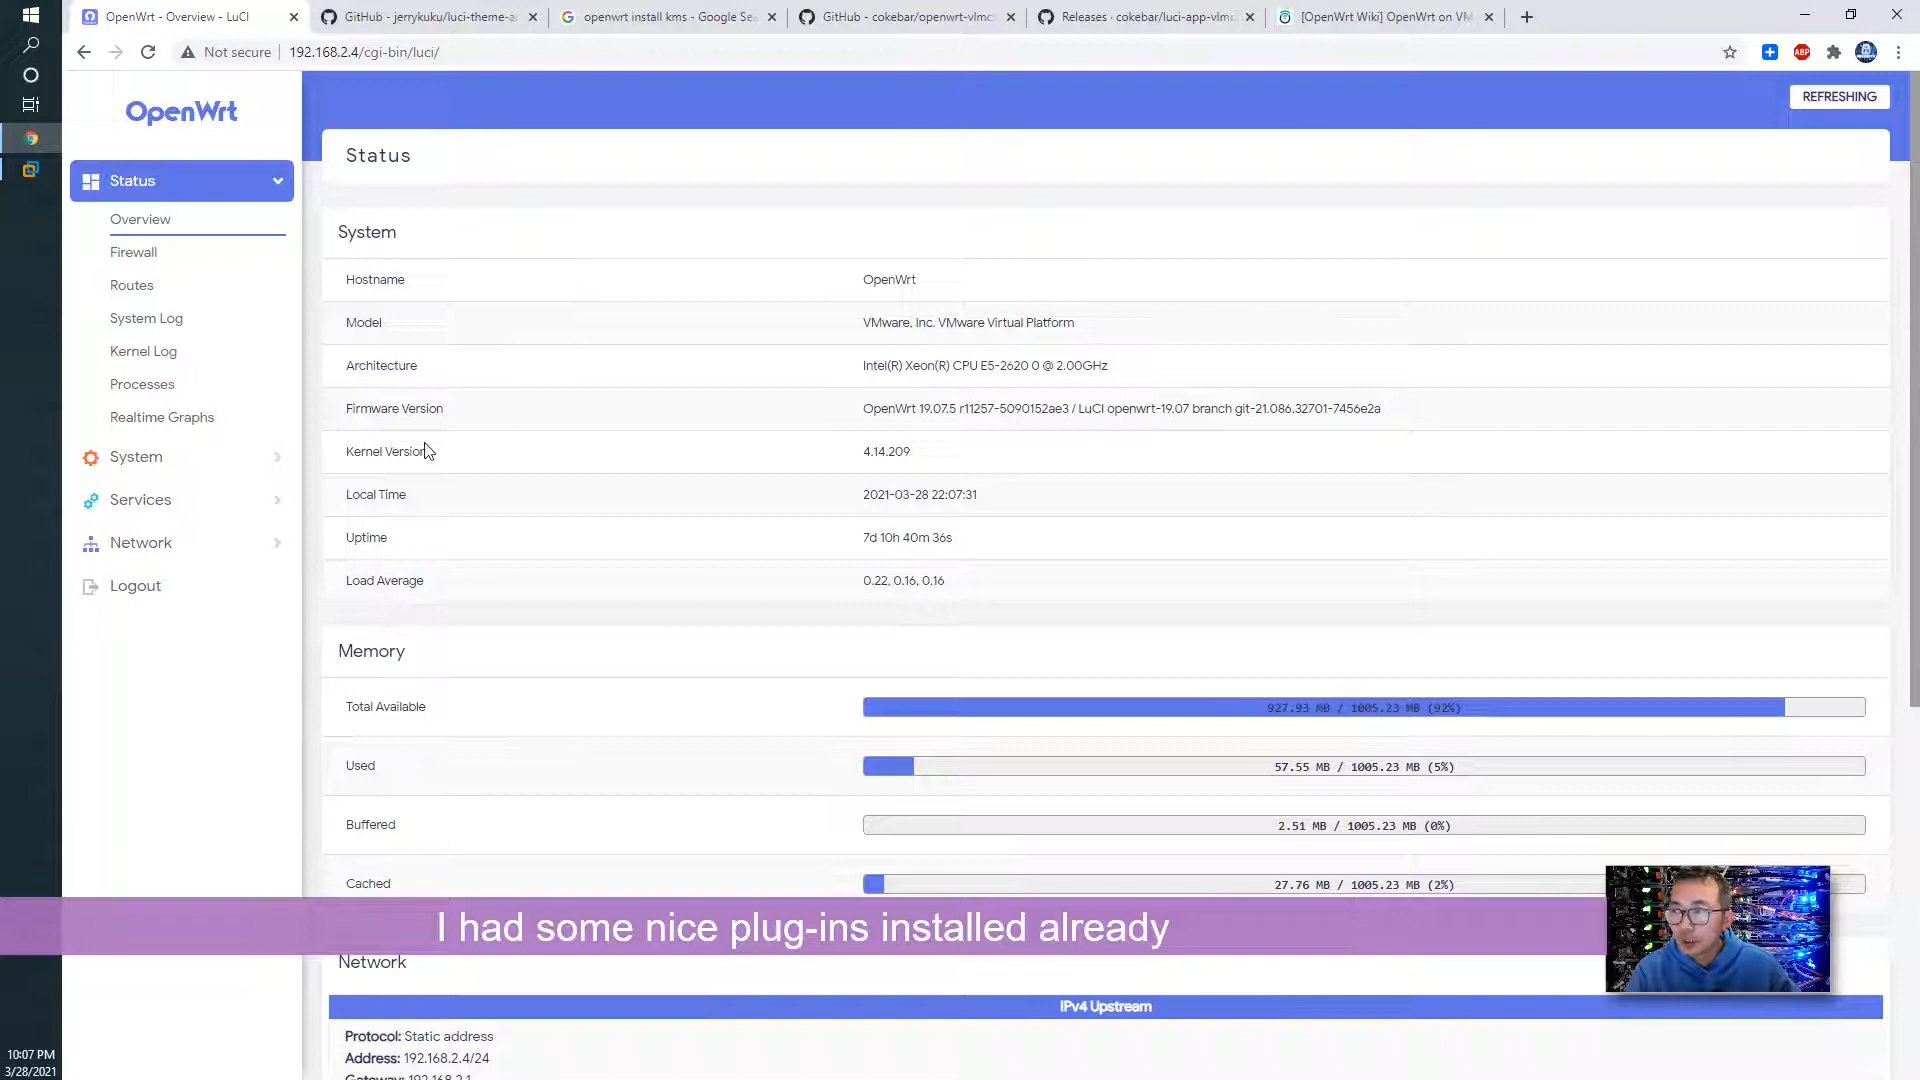 OpenWrt - Overview - LuCI
GitHub - jerrykuku/luci-theme-a
openwrt install kms - Google Se
GitHub - cokebar/openwrt-vlmc
Releases · cokebar/luci-app-vlm
[OpenWrt Wiki] OpenWrt on VM
Not secure
192.168.2.4/cgi-bin/luci/
ABP
OpenWrt
REFRESHING
Status
Overview
Firewall
Routes
System Log
Kernel Log
Processes
Realtime Graphs
System
Services
Network
Logout
Status
System
Hostname OpenWrt
Model VMware, Inc. VMware Virtual Platform
Architecture Intel(R) Xeon(R) CPU E5-2620 0 @ 2.00GHz
Firmware Version OpenWrt 19.07.5 r11257-5090152ae3 / LuCI openwrt-19.07 branch git-21.086.32701-7456e2a
Kernel Version 4.14.209
Local Time 2021-03-28 22:07:31
Uptime 7d 10h 40m 36s
Load Average 0.22, 0.16, 0.16
Memory
Total Available 927.93 MB / 1005.23 MB (92%)
Used 57.55 MB / 1005.23 MB (5%)
Buffered 2.51 MB / 1005.23 MB (0%)
Cached 27.76 MB / 1005.23 MB (2%)
I had some nice plug-ins installed already
Network
IPv4 Upstream
Protocol: Static address
Address: 192.168.2.4/24
Gateway: 192.168.2.1
10:07 PM
3/28/2021